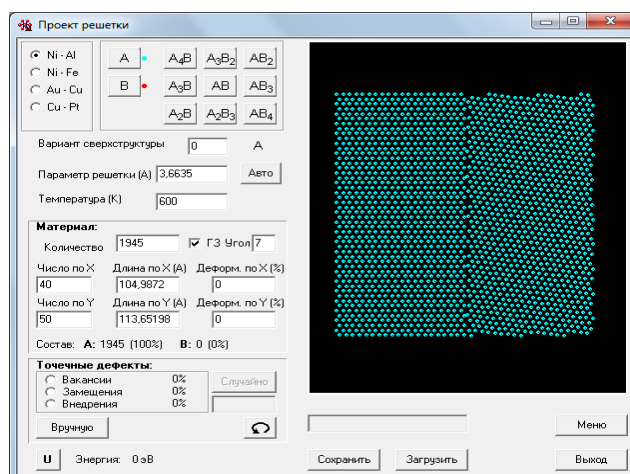 Проект решетки
Ni - Al
Ni - Fe
Au - Cu
Cu - Pt
A A₄B A₃B₂ AB₂
B A₃B AB AB₃
A₂B A₂B₃ AB₄
Вариант сверхструктуры 0 A
Параметр решетки (А) 3,6635 Авто
Температура (К) 600
Материал:
Количество 1945 ГЗ Угол 7
Число по X Длина по X (А) Деформ. по X (%)
40 104,9872 0
Число по Y Длина по Y (А) Деформ. по Y (%)
50 113,65198 0
Состав: A: 1945 (100%) B: 0 (0%)
Точечные дефекты:
Вакансии 0% Случайно
Замещения 0%
Внедрения 0%
Вручную
Меню
U Энергия: 0 эВ Сохранить Загрузить Выход